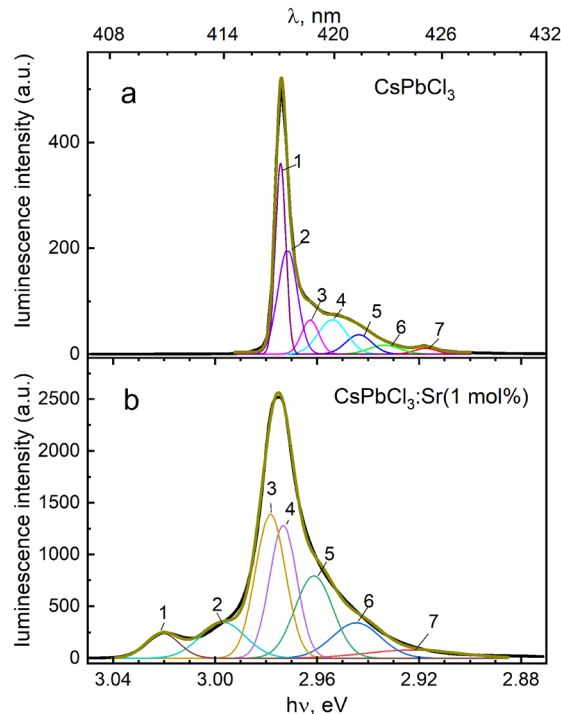 λ, nm
408 414 420 426 432
a
CsPbCl₃
luminescence intensity (a.u.)
400
200
0
1
2
3
4
5
6
7
b
CsPbCl₃:Sr(1 mol%)
luminescence intensity (a.u.)
2500
2000
1500
1000
500
0
1
2
3
4
5
6
7
3.04 3.00 2.96 2.92 2.88
hν, eV